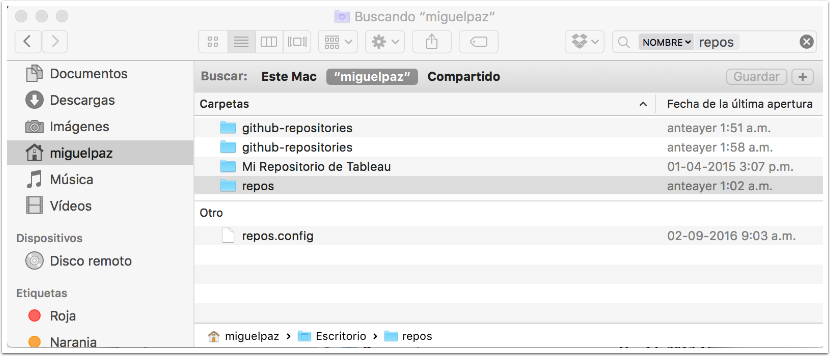 Buscando “miguelpaz”
NOMBRE repos
Documentos
Descargas
Imágenes
miguelpaz
Música
Vídeos
Dispositivos
Disco remoto
Etiquetas
Roja
Naranja
Buscar: Este Mac “miguelpaz” Compartido Guardar +
Carpetas Fecha de la última apertura
github-repositories anteayer 1:51 a.m.
github-repositories anteayer 1:58 a.m.
Mi Repositorio de Tableau 01-04-2015 3:07 p.m.
repos anteayer 1:02 a.m.
Otro
repos.config 02-09-2016 9:03 a.m.
miguelpaz › Escritorio › repos